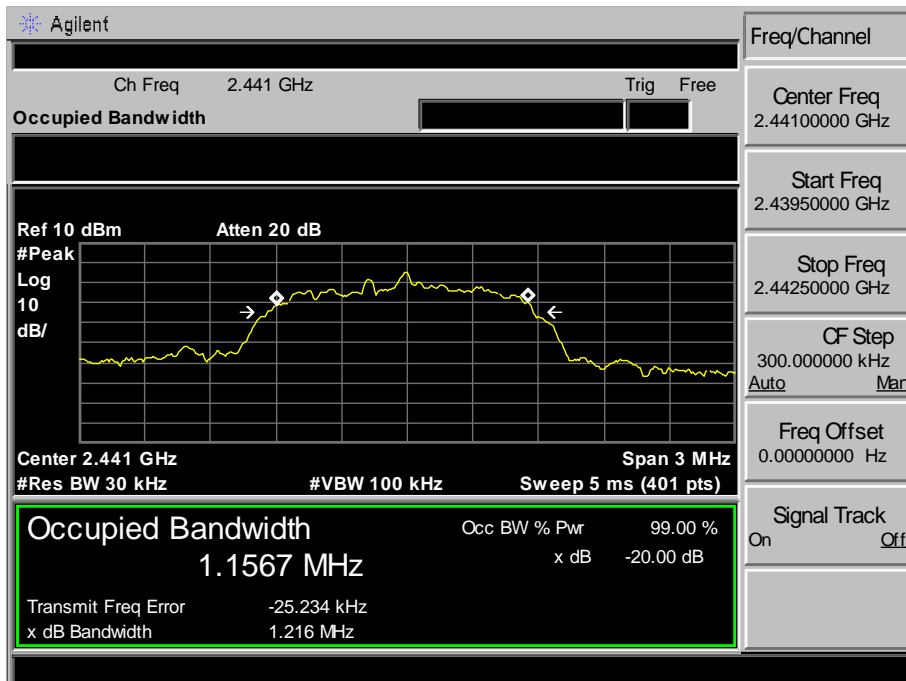 Agilent
Freq/Channel
Ch Freq 2.441 GHz Trig Free
Occupied Bandwidth
Center Freq
2.44100000 GHz
Start Freq
2.43950000 GHz
Stop Freq
2.44250000 GHz
CF Step
300.000000 kHz
Auto Man
Freq Offset
0.00000000 Hz
Signal Track
On Off
Ref 10 dBm Atten 20 dB
#Peak
Log
10
dB/
Center 2.441 GHz Span 3 MHz
#Res BW 30 kHz #VBW 100 kHz Sweep 5 ms (401 pts)
Occupied Bandwidth
1.1567 MHz
Occ BW % Pwr 99.00 %
x dB -20.00 dB
Transmit Freq Error -25.234 kHz
x dB Bandwidth 1.216 MHz